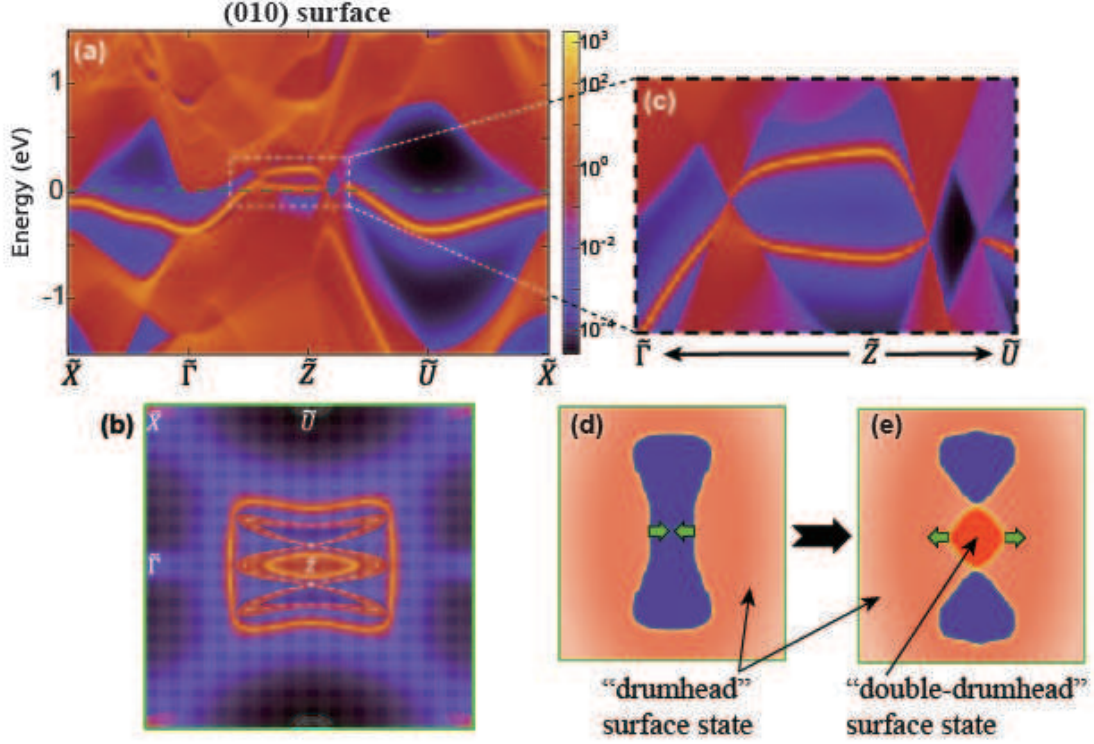 (010) surface
(a)
Energy (eV)
1
0
-1
10³
10²
10⁰
10⁻²
10⁻⁴
X̃
Γ̃
Z̃
Ũ
X̃
(c)
Γ̃
Z̃
Ũ
(b)
X̃
Ũ
Γ̃
Z̃
(d)
(e)
“drumhead”
surface state
“double-drumhead”
surface state